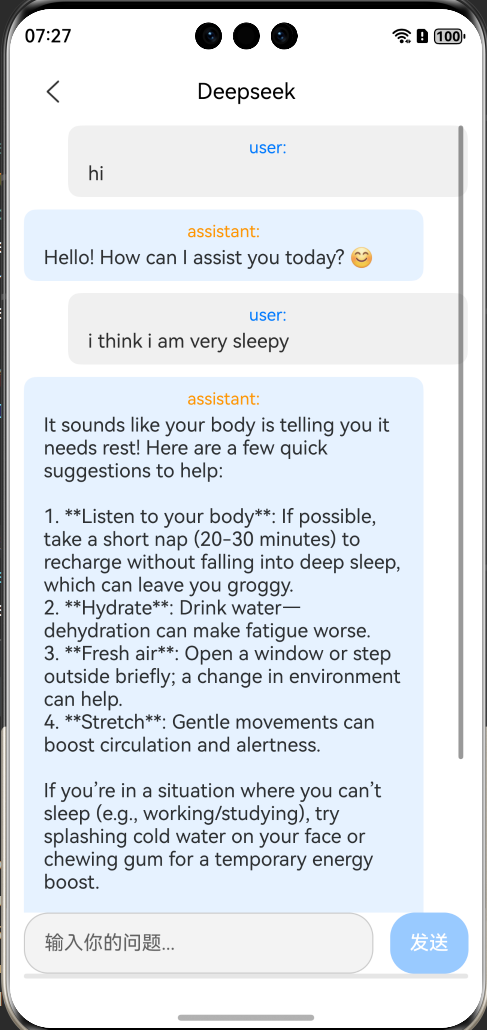 07:27
100
Deepseek
user:
hi
assistant:
Hello! How can I assist you today? 😊
user:
i think i am very sleepy
assistant:
It sounds like your body is telling you it
needs rest! Here are a few quick
suggestions to help:
1. **Listen to your body**: If possible,
take a short nap (20-30 minutes) to
recharge without falling into deep sleep,
which can leave you groggy.
2. **Hydrate**: Drink water—
dehydration can make fatigue worse.
3. **Fresh air**: Open a window or step
outside briefly; a change in environment
can help.
4. **Stretch**: Gentle movements can
boost circulation and alertness.
If you’re in a situation where you can’t
sleep (e.g., working/studying), try
splashing cold water on your face or
chewing gum for a temporary energy
boost.
输入你的问题...
发送